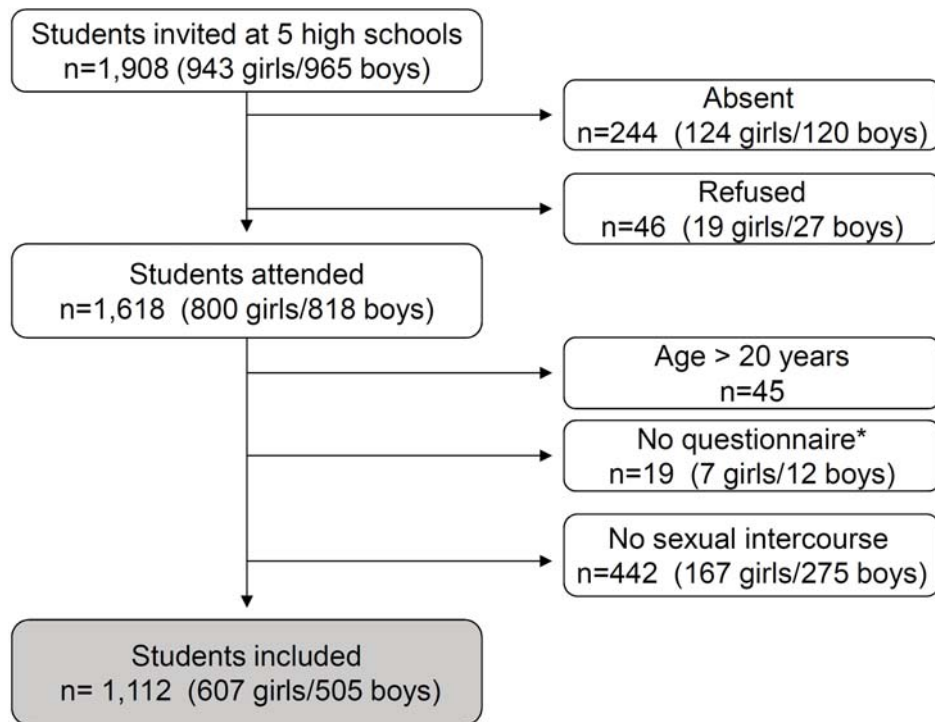 Students invited at 5 high schools
n=1,908 (943 girls/965 boys)
Absent
n=244 (124 girls/120 boys)
Refused
n=46 (19 girls/27 boys)
Students attended
n=1,618 (800 girls/818 boys)
Age > 20 years
n=45
No questionnaire*
n=19 (7 girls/12 boys)
No sexual intercourse
n=442 (167 girls/275 boys)
Students included
n= 1,112 (607 girls/505 boys)